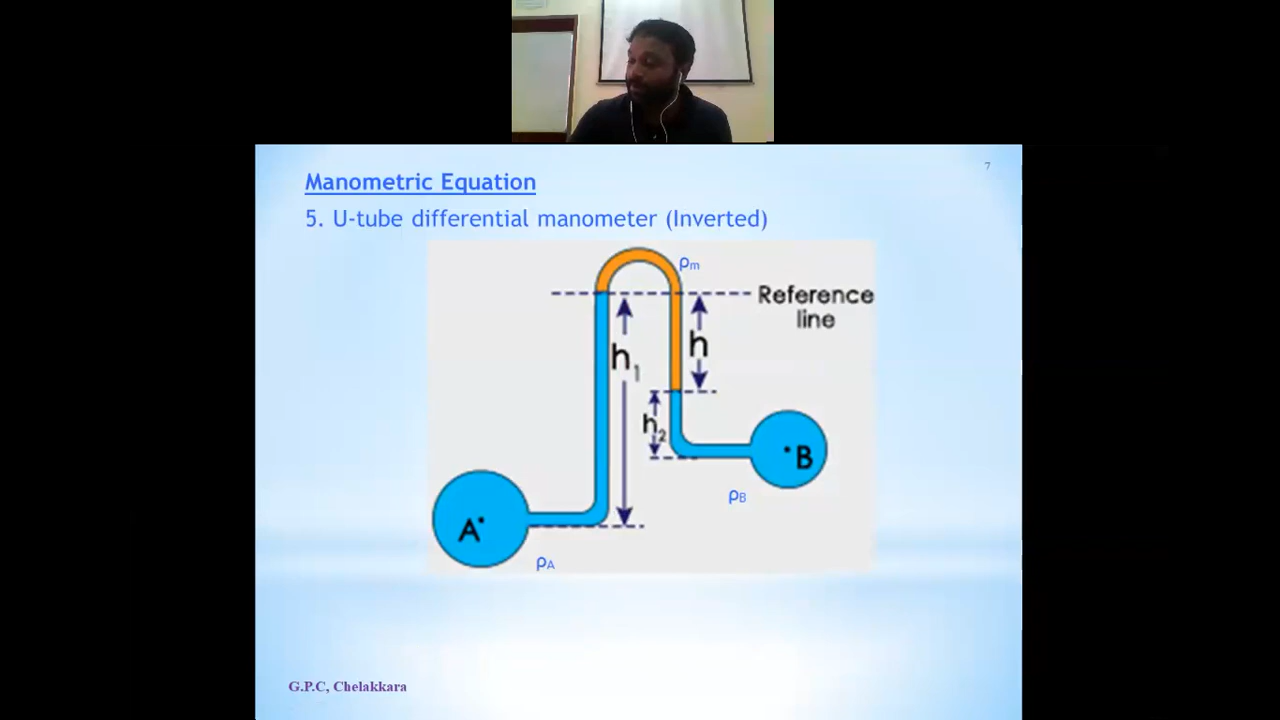 7
Manometric Equation
5. U-tube differential manometer (Inverted)
ρm
Reference
line
h1
h
h2
B
ρB
A
ρA
G.P.C, Chelakkara